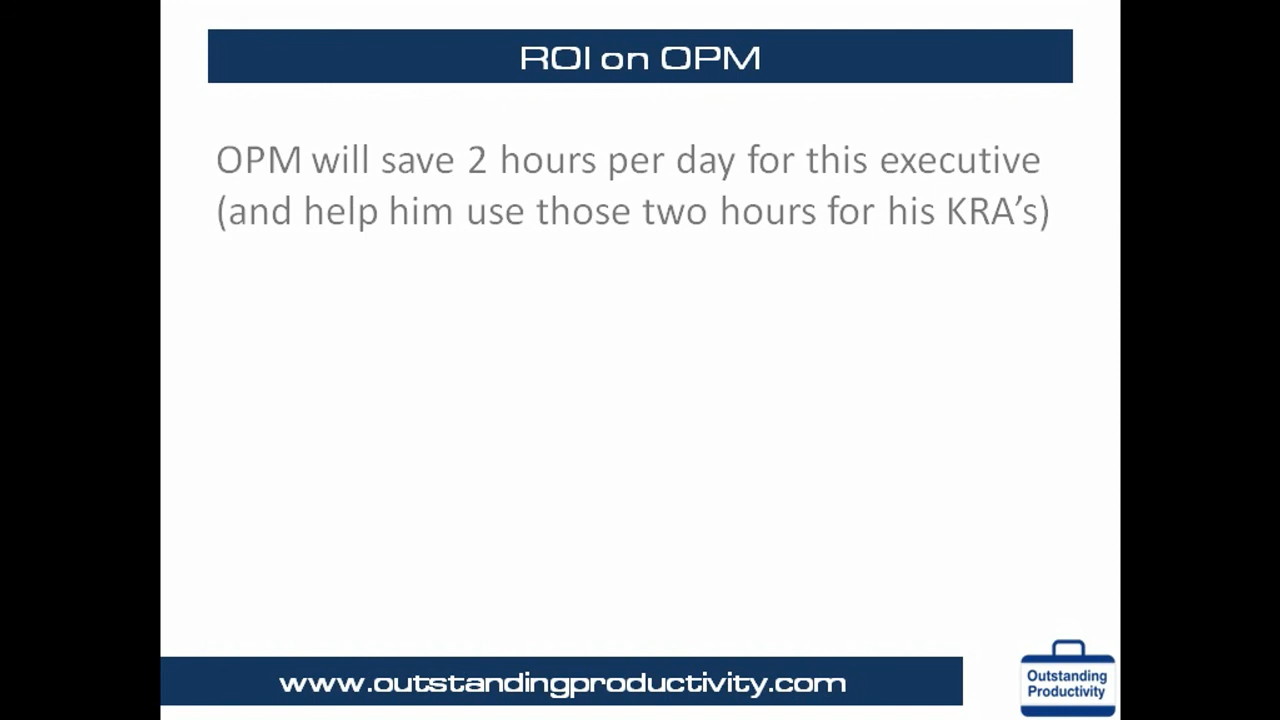 ROI on OPM
OPM will save 2 hours per day for this executive
(and help him use those two hours for his KRA’s)
www.outstandingproductivity.com
Outstanding
Productivity